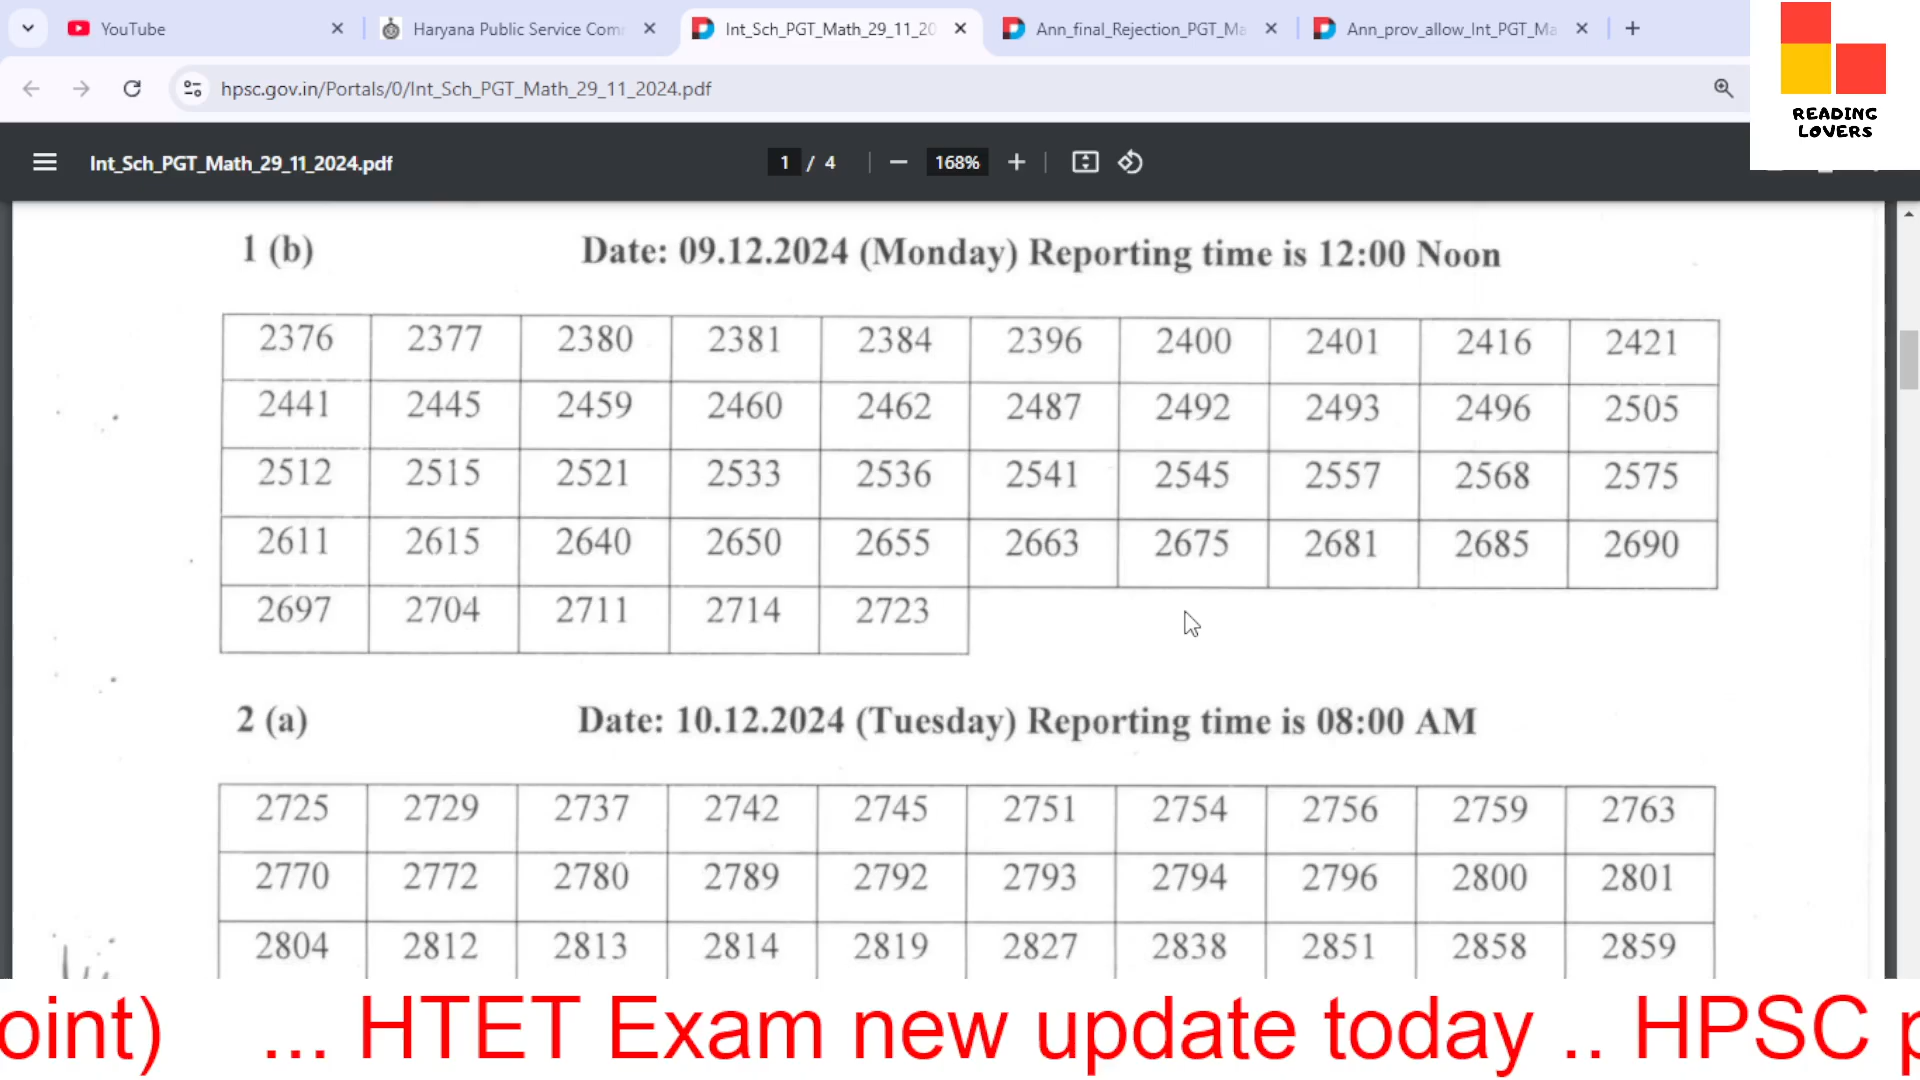 YouTube
Haryana Public Service Com
Int_Sch_PGT_Math_29_11_20
Ann_final_Rejection_PGT_Ma
Ann_prov_allow_Int_PGT_Ma
hpsc.gov.in/Portals/0/Int_Sch_PGT_Math_29_11_2024.pdf
READING
LOVERS
Int_Sch_PGT_Math_29_11_2024.pdf
1 / 4
168%
1 (b) Date: 09.12.2024 (Monday) Reporting time is 12:00 Noon
2376 2377 2380 2381 2384 2396 2400 2401 2416 2421
2441 2445 2459 2460 2462 2487 2492 2493 2496 2505
2512 2515 2521 2533 2536 2541 2545 2557 2568 2575
2611 2615 2640 2650 2655 2663 2675 2681 2685 2690
2697 2704 2711 2714 2723
2 (a) Date: 10.12.2024 (Tuesday) Reporting time is 08:00 AM
2725 2729 2737 2742 2745 2751 2754 2756 2759 2763
2770 2772 2780 2789 2792 2793 2794 2796 2800 2801
2804 2812 2813 2814 2819 2827 2838 2851 2858 2859
oint) ... HTET Exam new update today .. HPSC p